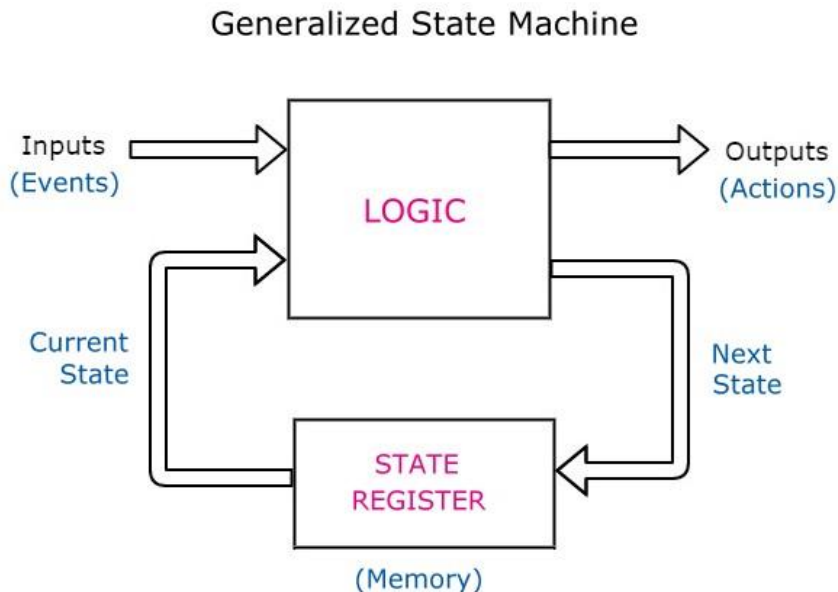 Generalized State Machine
Inputs
(Events)
LOGIC
Outputs
(Actions)
Current
State
Next
State
STATE
REGISTER
(Memory)